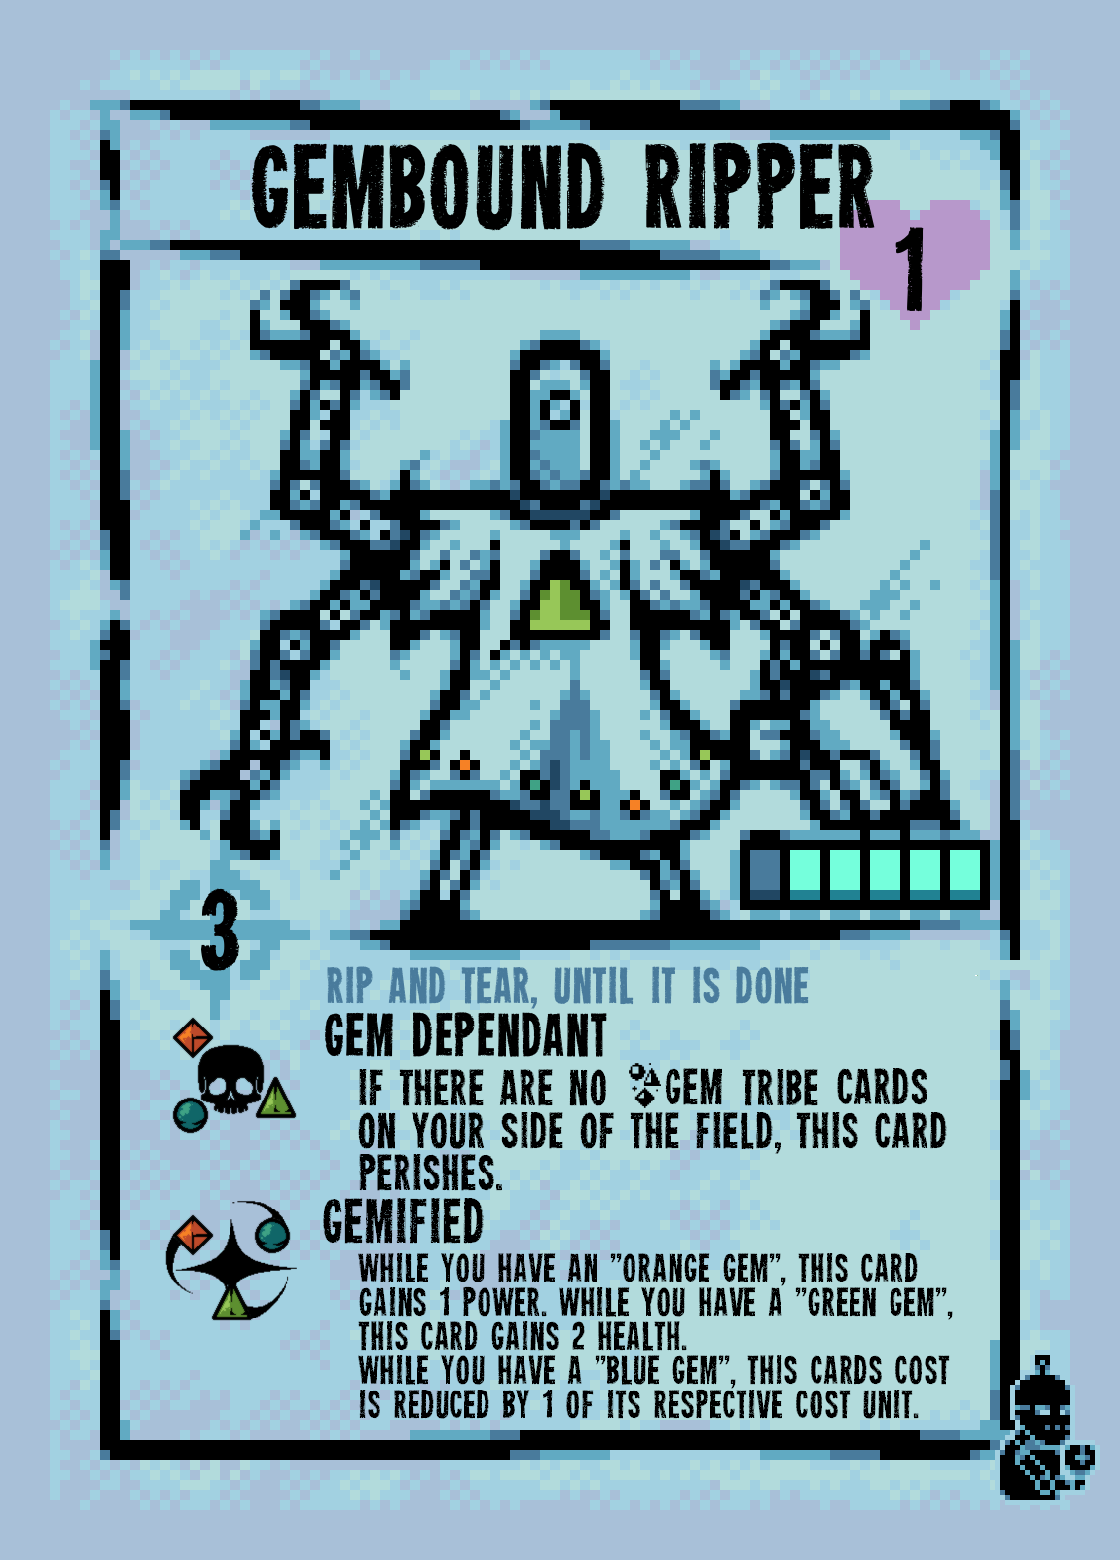 GEMBOUND RIPPER
1
3
RIP AND TEAR, UNTIL IT IS DONE
GEM DEPENDANT
IF THERE ARE NO GEM TRIBE CARDS
ON YOUR SIDE OF THE FIELD, THIS CARD
PERISHES.
GEMIFIED
WHILE YOU HAVE AN "ORANGE GEM", THIS CARD
GAINS 1 POWER. WHILE YOU HAVE A "GREEN GEM",
THIS CARD GAINS 2 HEALTH.
WHILE YOU HAVE A "BLUE GEM", THIS CARDS COST
IS REDUCED BY 1 OF ITS RESPECTIVE COST UNIT.